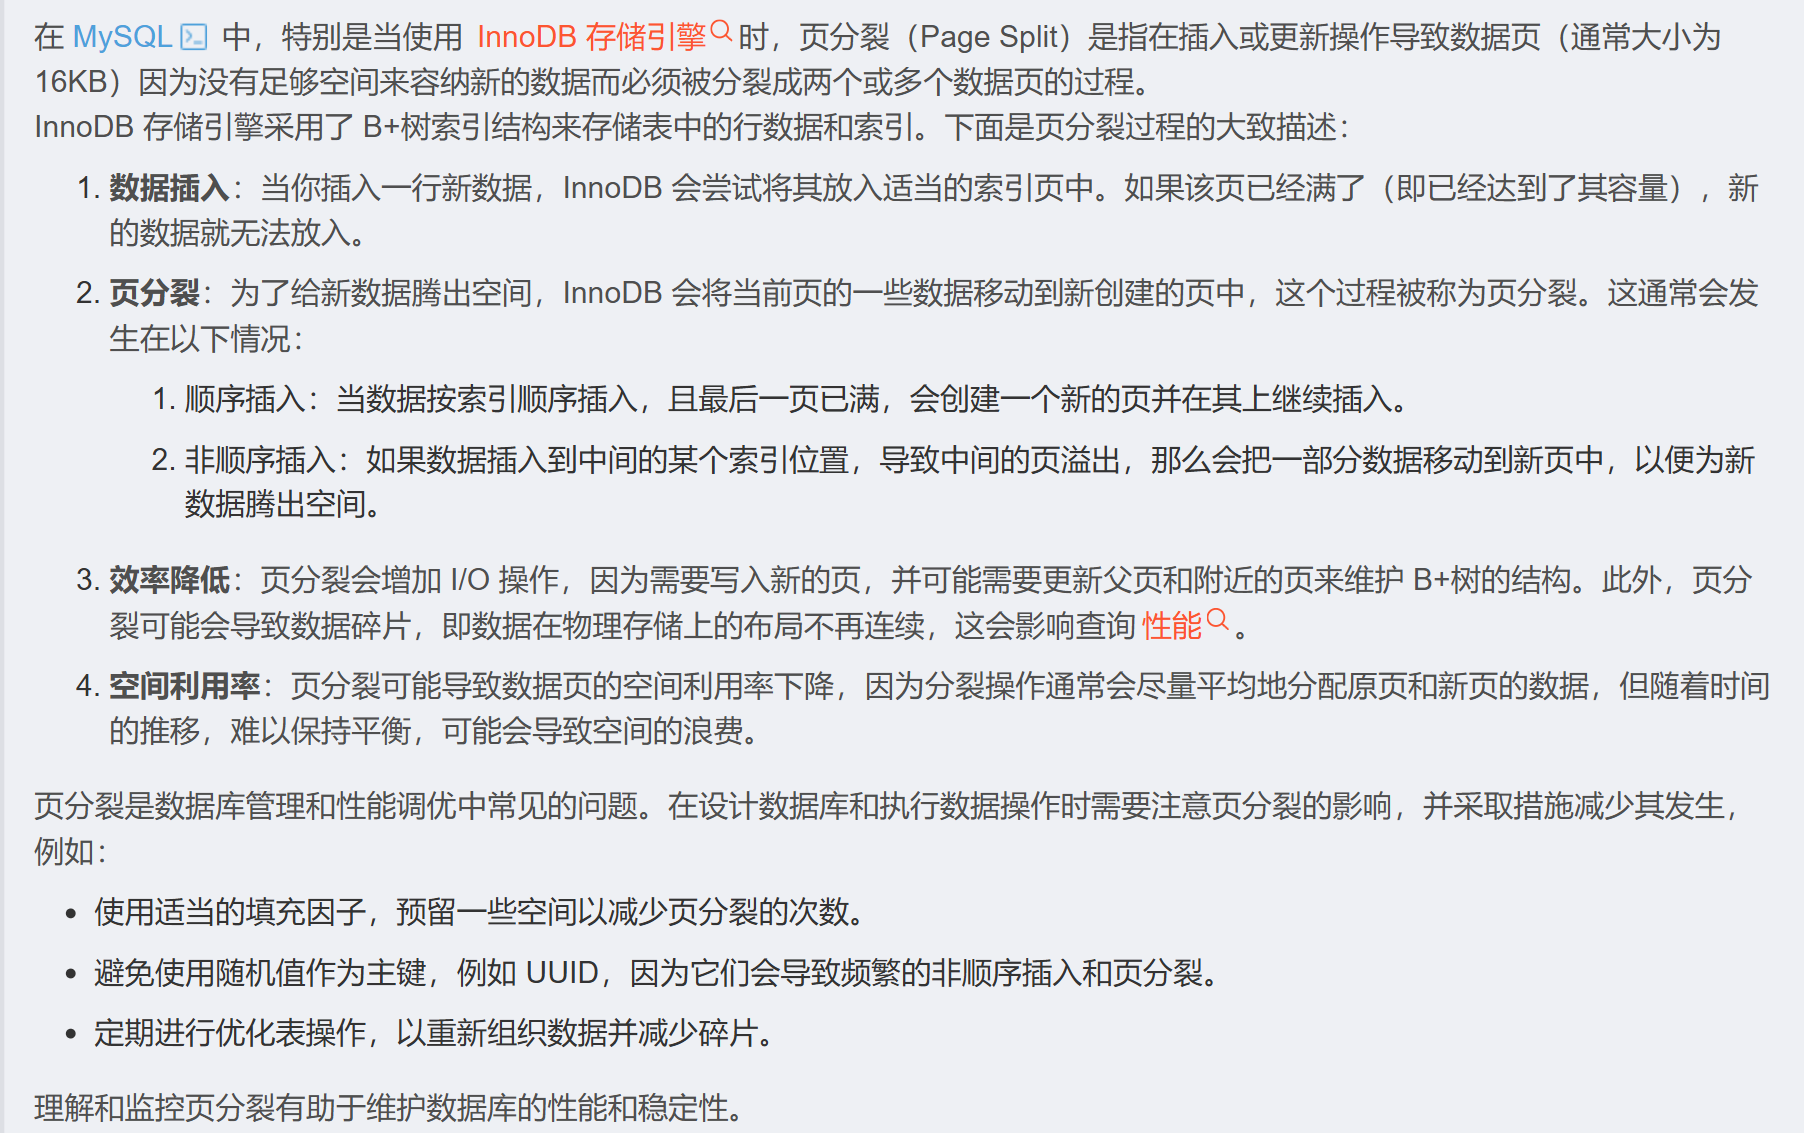 在 MySQL 中，特别是当使用 InnoDB 存储引擎 时，页分裂（Page Split）是指在插入或更新操作导致数据页（通常大小为
16KB）因为没有足够空间来容纳新的数据而必须被分裂成两个或多个数据页的过程。
InnoDB 存储引擎采用了 B+树索引结构来存储表中的行数据和索引。下面是页分裂过程的大致描述：
1. 数据插入：当你插入一行新数据，InnoDB 会尝试将其放入适当的索引页中。如果该页已经满了（即已经达到了其容量），新
的数据就无法放入。
2. 页分裂：为了给新数据腾出空间，InnoDB 会将当前页的一些数据移动到新创建的页中，这个过程被称为页分裂。这通常会发
生在以下情况：
1. 顺序插入：当数据按索引顺序插入，且最后一页已满，会创建一个新的页并在其上继续插入。
2. 非顺序插入：如果数据插入到中间的某个索引位置，导致中间的页溢出，那么会把一部分数据移动到新页中，以便为新
数据腾出空间。
3. 效率降低：页分裂会增加 I/O 操作，因为需要写入新的页，并可能需要更新父页和附近的页来维护 B+树的结构。此外，页分
裂可能会导致数据碎片，即数据在物理存储上的布局不再连续，这会影响查询 性能 。
4. 空间利用率：页分裂可能导致数据页的空间利用率下降，因为分裂操作通常会尽量平均地分配原页和新页的数据，但随着时间
的推移，难以保持平衡，可能会导致空间的浪费。
页分裂是数据库管理和性能调优中常见的问题。在设计数据库和执行数据操作时需要注意页分裂的影响，并采取措施减少其发生，
例如：
• 使用适当的填充因子，预留一些空间以减少页分裂的次数。
• 避免使用随机值作为主键，例如 UUID，因为它们会导致频繁的非顺序插入和页分裂。
• 定期进行优化表操作，以重新组织数据并减少碎片。
理解和监控页分裂有助于维护数据库的性能和稳定性。